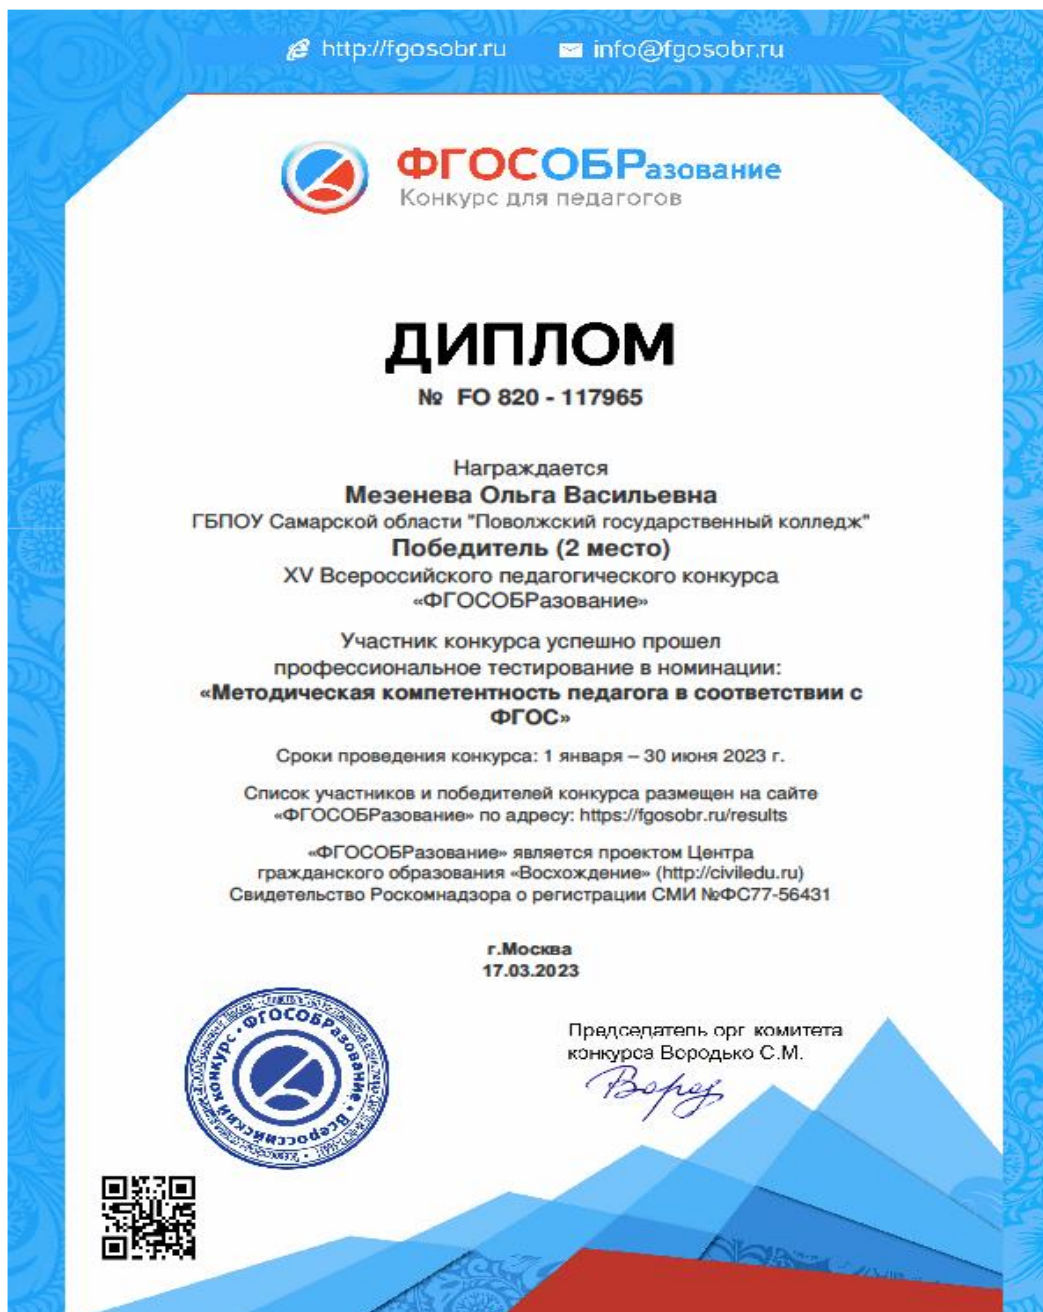 http://fgosobr.ru info@fgosobr.ru
ФГОСОБРазование
Конкурс для педагогов
ДИПЛОМ
№ FO 820 - 117965
Награждается
Мезенева Ольга Васильевна
ГБПОУ Самарской области "Поволжский государственный колледж"
Победитель (2 место)
XV Всероссийского педагогического конкурса
«ФГОСОБРазование»
Участник конкурса успешно прошел
профессиональное тестирование в номинации:
«Методическая компетентность педагога в соответствии с
ФГОС»
Сроки проведения конкурса: 1 января – 30 июня 2023 г.
Список участников и победителей конкурса размещен на сайте
«ФГОСОБРазование» по адресу: https://fgosobr.ru/results
«ФГОСОБРазование» является проектом Центра
гражданского образования «Восхождение» (http://civiledu.ru)
Свидетельство Роскомнадзора о регистрации СМИ №ФС77-56431
г.Москва
17.03.2023
Председатель орг. комитета
конкурса Вородько С.М.
Всероссийский конкурс • ФГОСОБРазование •